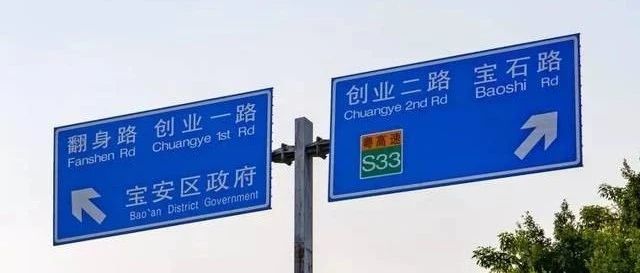 翻身路 创业一路
Fanshen Rd Chuangye 1st Rd
宝安区政府
Bao'an District Government
创业二路 宝石路
Chuangye 2nd Rd Baoshi Rd
粤高速
S33